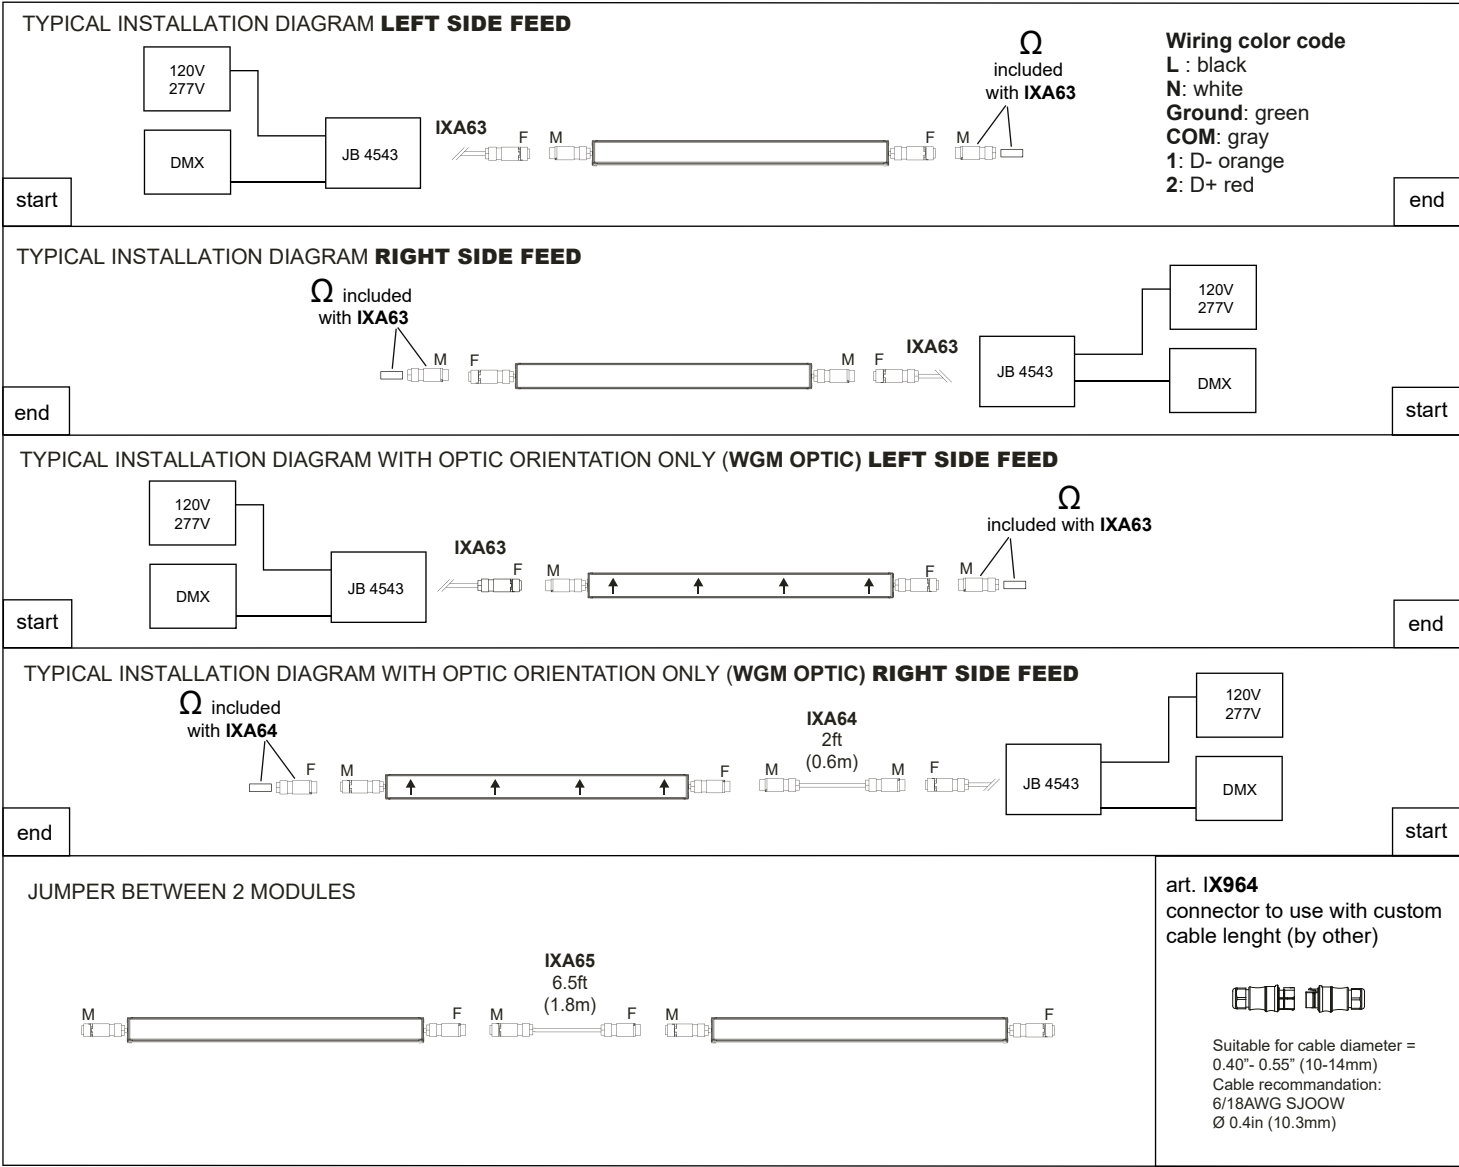 TYPICAL INSTALLATION DIAGRAM LEFT SIDE FEED
120V
277V
DMX
JB 4543
IXA63
F
M
F
M
Ω
included
with IXA63
Wiring color code
L : black
N: white
Ground: green
COM: gray
1: D- orange
2: D+ red
start
end
TYPICAL INSTALLATION DIAGRAM RIGHT SIDE FEED
Ω included
with IXA63
M
F
M
F
IXA63
JB 4543
120V
277V
DMX
end
start
TYPICAL INSTALLATION DIAGRAM WITH OPTIC ORIENTATION ONLY (WGM OPTIC) LEFT SIDE FEED
120V
277V
DMX
JB 4543
IXA63
F
M
F
M
Ω
included with IXA63
start
end
TYPICAL INSTALLATION DIAGRAM WITH OPTIC ORIENTATION ONLY (WGM OPTIC) RIGHT SIDE FEED
Ω included
with IXA64
F
M
F
IXA64
2ft
(0.6m)
M
M
F
JB 4543
120V
277V
DMX
end
start
JUMPER BETWEEN 2 MODULES
M
F
IXA65
6.5ft
(1.8m)
M
F
M
F
art. IX964
connector to use with custom
cable lenght (by other)
Suitable for cable diameter =
0.40”- 0.55” (10-14mm)
Cable recommandation:
6/18AWG SJOOW
Ø 0.4in (10.3mm)